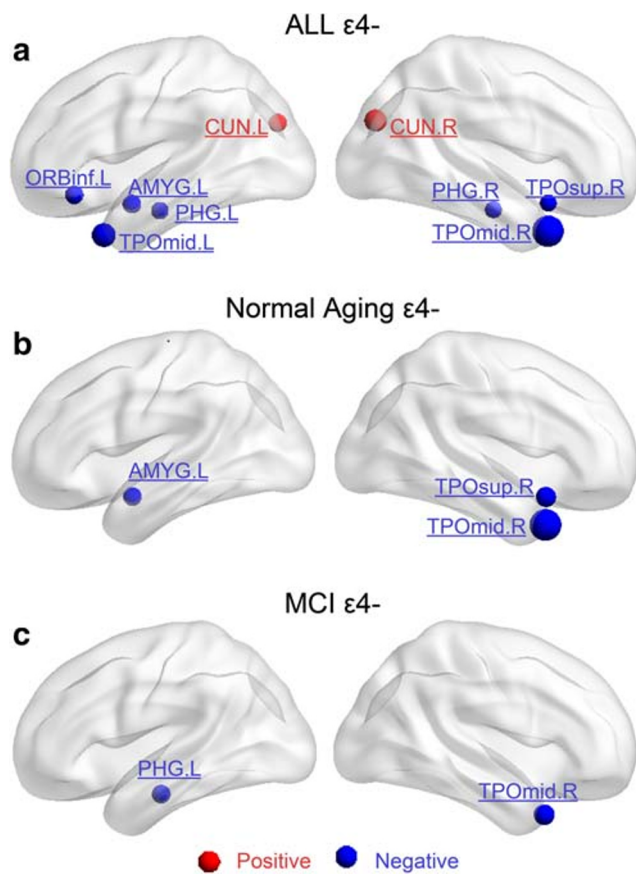 ALL ε4-
a
CUN.L
CUN.R
ORBinf.L
AMYG.L
PHG.L
TPOmid.L
PHG.R
TPOsup.R
TPOmid.R
Normal Aging ε4-
b
AMYG.L
TPOsup.R
TPOmid.R
MCI ε4-
c
PHG.L
TPOmid.R
Positive
Negative